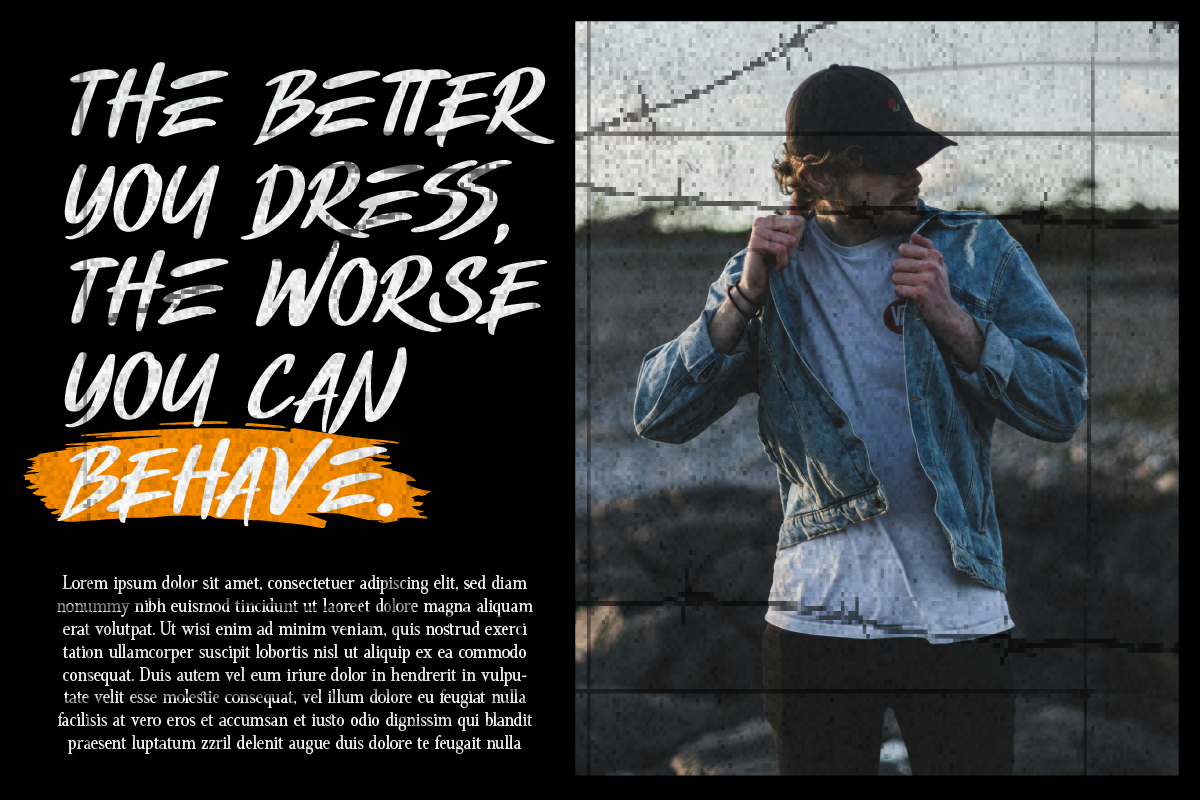 THE BETTER
YOU DRESS,
THE WORSE
YOU CAN
BEHAVE.
Lorem ipsum dolor sit amet, consectetuer adipiscing elit, sed diam
nonummy nibh euismod tincidunt ut laoreet dolore magna aliquam
erat volutpat. Ut wisi enim ad minim veniam, quis nostrud exerci
tation ullamcorper suscipit lobortis nisl ut aliquip ex ea commodo
consequat. Duis autem vel eum iriure dolor in hendrerit in vulpu-
tate velit esse molestie consequat, vel illum dolore eu feugiat nulla
facilisis at vero eros et accumsan et iusto odio dignissim qui blandit
praesent luptatum zzril delenit augue duis dolore te feugait nulla